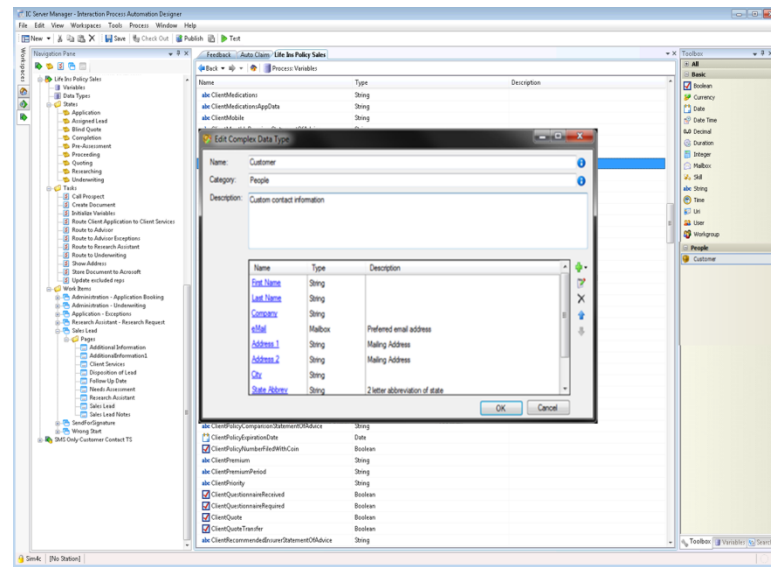 IC Server Manager - Interaction Process Automation Designer
File Edit View Workspaces Tools Process Window Help
New Save Check Out Publish Test
Workspaces
Navigation Pane
Life Ins Policy Sales
Variables
Data Types
States
Application
Assigned Lead
Blind Quote
Completion
Pre-Assessment
Proceeding
Quoting
Researching
Underwriting
Tasks
Call Prospect
Create Document
Initialize Variables
Route Client Application to Client Services
Route to Advisor
Route to Advisor Exceptions
Route to Research Assistant
Route to Underwriting
Show Address
Store Document to Acrosoft
Update excluded reps
Work Items
Administration - Application Booking
Administration - Underwriting
Application - Exceptions
Research Assistant - Research Request
Sales Lead
Pages
Additional Information
AdditionalInformation1
Client Services
Disposition of Lead
Follow Up Date
Needs Assessment
Research Assistant
Sales Lead
Sales Lead Notes
SendForSignature
Wrong Start
SMS Only Customer Contact TS
Feedback Auto Claim Life Ins Policy Sales
Back Process Variables
Name Type Description
abc ClientMedications String
abc ClientMedicationsAppData String
abc ClientMobile String
Edit Complex Data Type
Name: Customer
Category: People
Description: Custom contact information
Name Type Description
First Name String
Last Name String
Company String
eMail Mailbox Preferred email address
Address 1 String Mailing Address
Address 2 String Mailing Address
City String
State Abbrev String 2 letter abbreviation of state
OK Cancel
abc ClientPolicyComparisonStatementOfAdvice String
ClientPolicyExpirationDate Date
ClientPolicyNumberFiledWithCoin Boolean
abc ClientPremium String
abc ClientPremiumPeriod String
abc ClientPriority String
ClientQuestionnaireReceived Boolean
ClientQuestionnaireRequired Boolean
ClientQuote Boolean
ClientQuoteTransfer Boolean
abc ClientRecommendedInsurerStatementOfAdvice String
Toolbox
All
Basic
Boolean
Currency
Date
Date Time
Decimal
Duration
Integer
Mailbox
Skill
abc String
Time
Uri
User
Workgroup
People
Customer
Toolbox Variables Search
Sim4c [No Station]